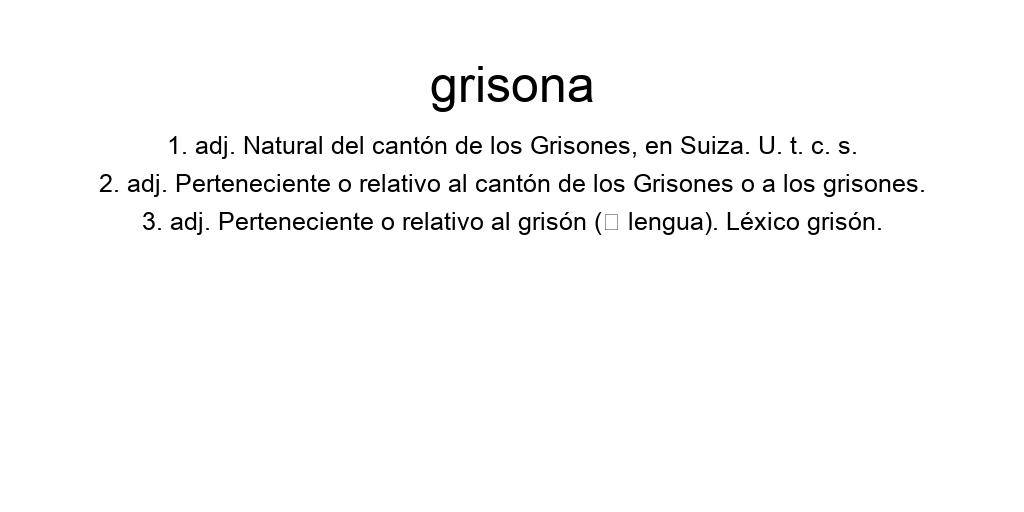 grisona
1. adj. Natural del cantón de los Grisones, en Suiza. U. t. c. s.
2. adj. Perteneciente o relativo al cantón de los Grisones o a los grisones.
3. adj. Perteneciente o relativo al grisón (□ lengua). Léxico grisón.